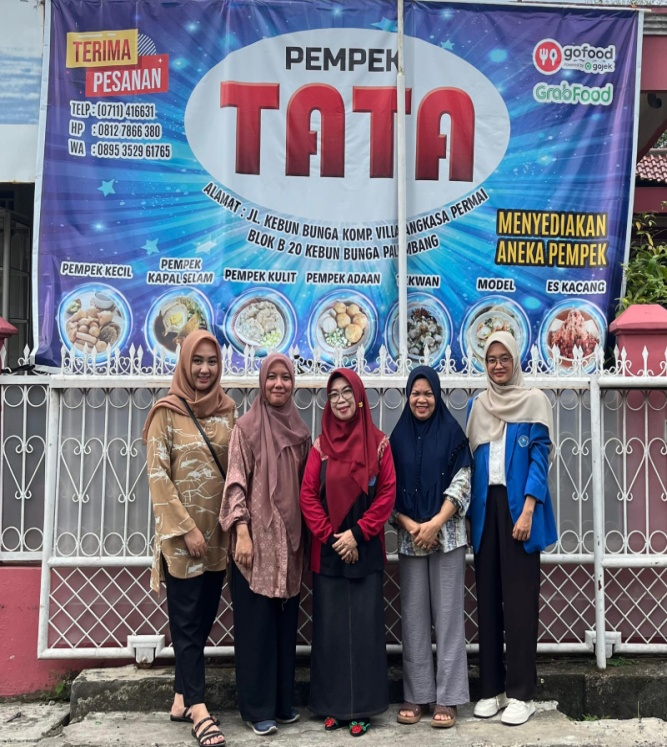 TERIMA
PESANAN
TELP : (0711) 416631
HP : 0812 7866 380
WA : 0895 3529 61765
PEMPEK
TATA
gofood
gojek
GrabFood
ALAMAT : JL. KEBUN BUNGA KOMP. VILLA ANGKASA PERMAI
BLOK B 20 KEBUN BUNGA PALEMBANG
MENYEDIAKAN
ANEKA PEMPEK
PEMPEK KECIL
PEMPEK
KAPAL SELAM
PEMPEK KULIT
PEMPEK ADAAN
TEKWAN
MODEL
ES KACANG